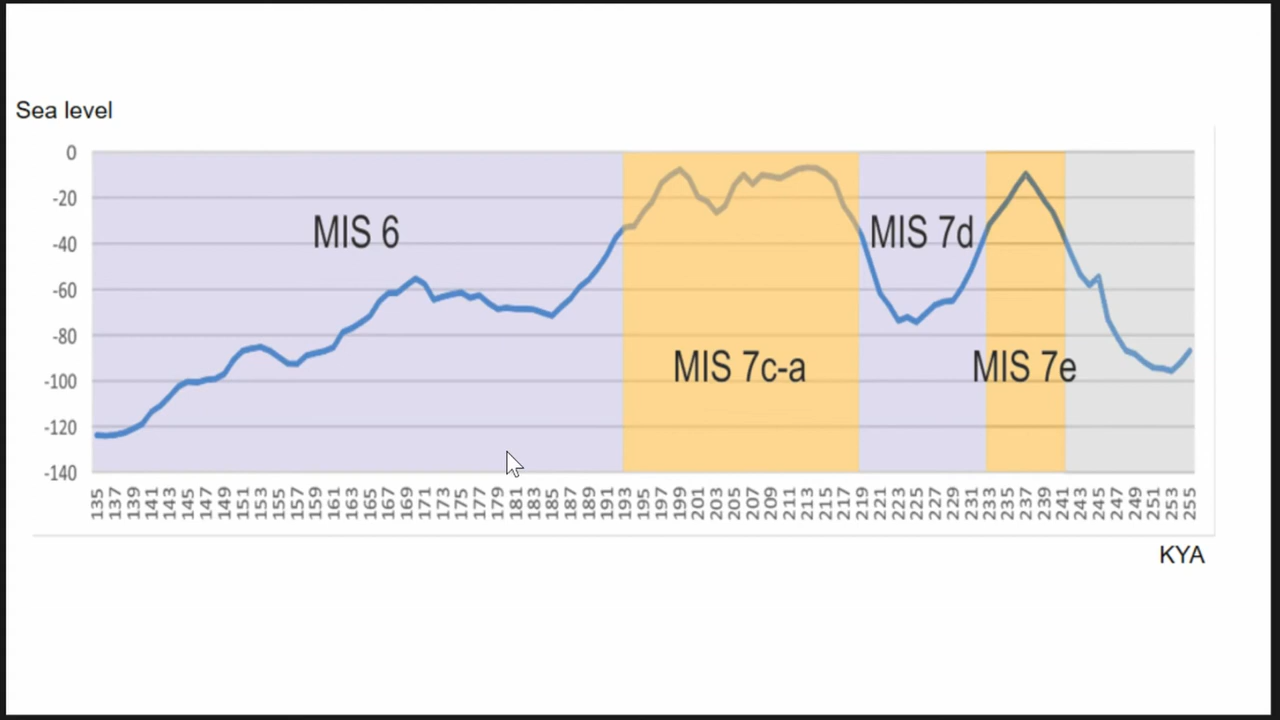 Sea level
0
-20
-40
-60
-80
-100
-120
-140
MIS 6
MIS 7d
MIS 7c-a
MIS 7e
135 137 139 141 143 145 147 149 151 153 155 157 159 161 163 165 167 169 171 173 175 177 179 181 183 185 187 189 191 193 195 197 199 201 203 205 207 209 211 213 215 217 219 221 223 225 227 229 231 233 235 237 239 241 243 245 247 249 251 253 255
KYA